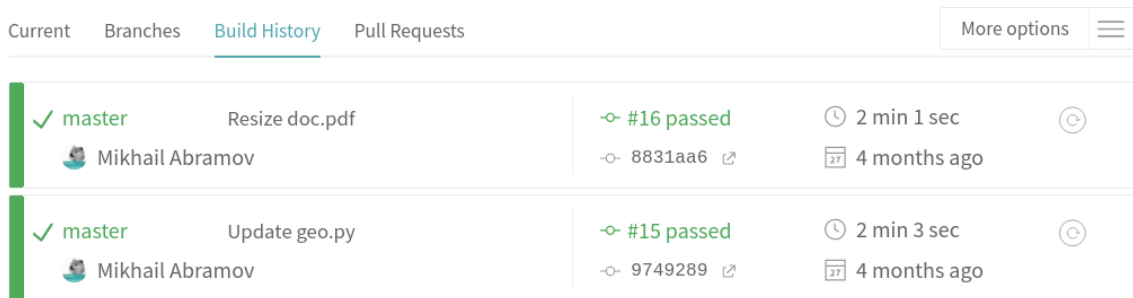 Current Branches Build History Pull Requests More options
master Resize doc.pdf #16 passed 2 min 1 sec
Mikhail Abramov 8831aa6 27 4 months ago
master Update geo.py #15 passed 2 min 3 sec
Mikhail Abramov 9749289 27 4 months ago